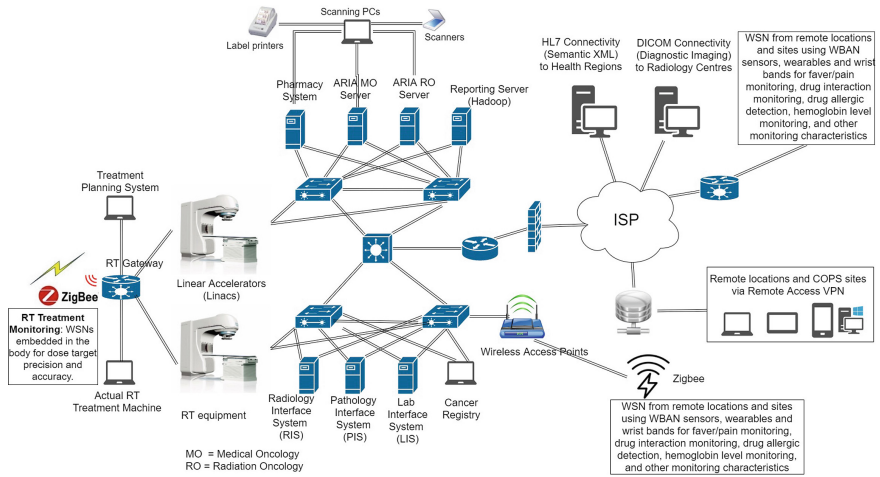 Scanning PCs
Label printers
Scanners
Pharmacy
System
ARIA MO
Server
ARIA RO
Server
Reporting Server
(Hadoop)
HL7 Connectivity
(Semantic XML)
to Health Regions
DICOM Connectivity
(Diagnostic Imaging)
to Radiology Centres
WSN from remote locations
and sites using WBAN
sensors, wearables and wrist
bands for faver/pain
monitoring, drug interaction
monitoring, drug allergic
detection, hemoglobin level
monitoring, and other
monitoring characteristics
Treatment
Planning System
RT Gateway
ZigBee
RT Treatment
Monitoring: WSNs
embedded in the
body for dose target
precision and
accuracy.
Actual RT
Treatment Machine
Linear Accelerators
(Linacs)
RT equipment
ISP
Remote locations and COPS sites
via Remote Access VPN
Wireless Access Points
Zigbee
Radiology
Interface
System
(RIS)
Pathology
Interface
System
(PIS)
Lab
Interface
System
(LIS)
Cancer
Registry
MO = Medical Oncology
RO = Radiation Oncology
WSN from remote locations and sites
using WBAN sensors, wearables and
wrist bands for faver/pain monitoring,
drug interaction monitoring, drug allergic
detection, hemoglobin level monitoring,
and other monitoring characteristics